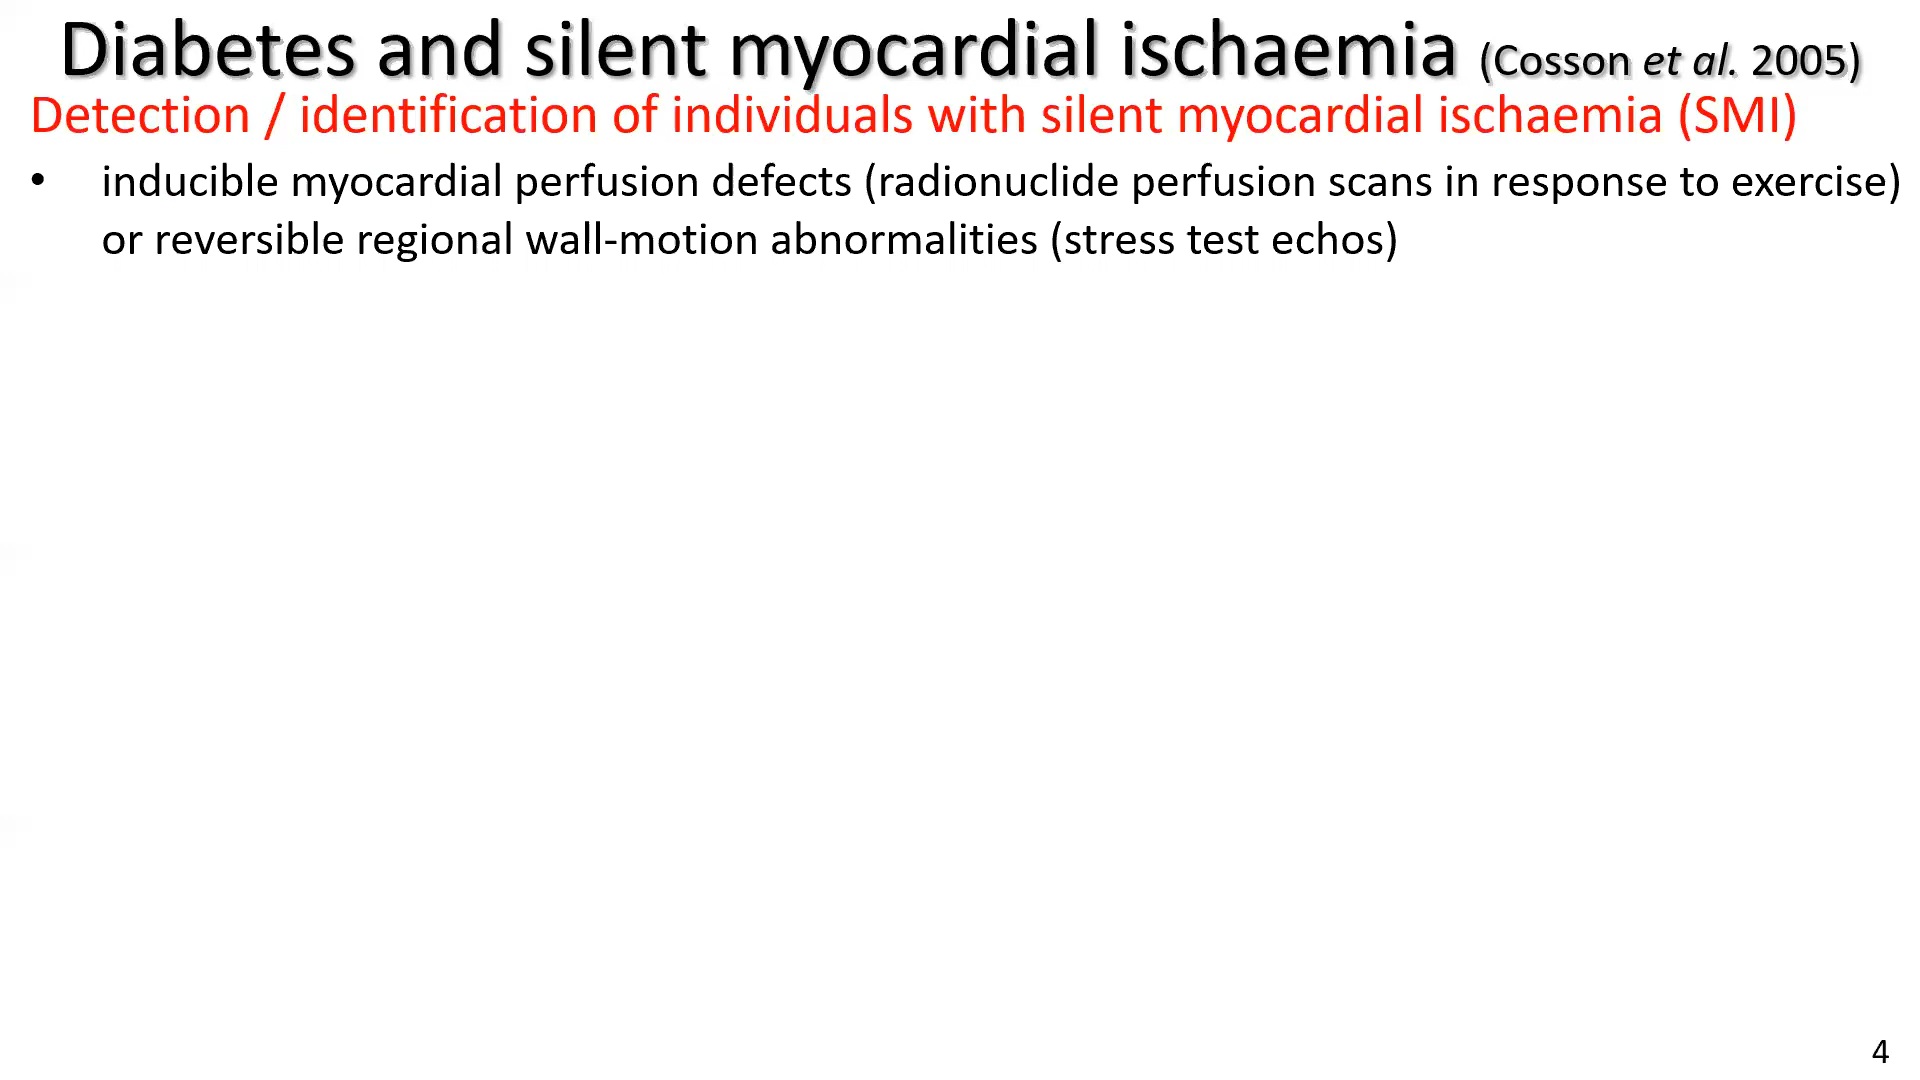 Diabetes and silent myocardial ischaemia (Cosson et al. 2005)
Detection / identification of individuals with silent myocardial ischaemia (SMI)
• inducible myocardial perfusion defects (radionuclide perfusion scans in response to exercise)
or reversible regional wall-motion abnormalities (stress test echos)
4